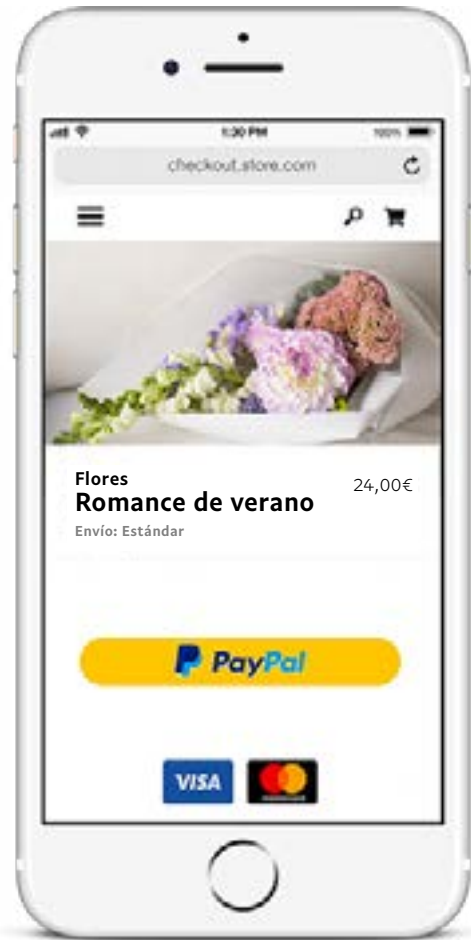 1:30 PM
100%
checkout.store.com
Flores
24,00€
Romance de verano
Envío: Estándar
PayPal
VISA